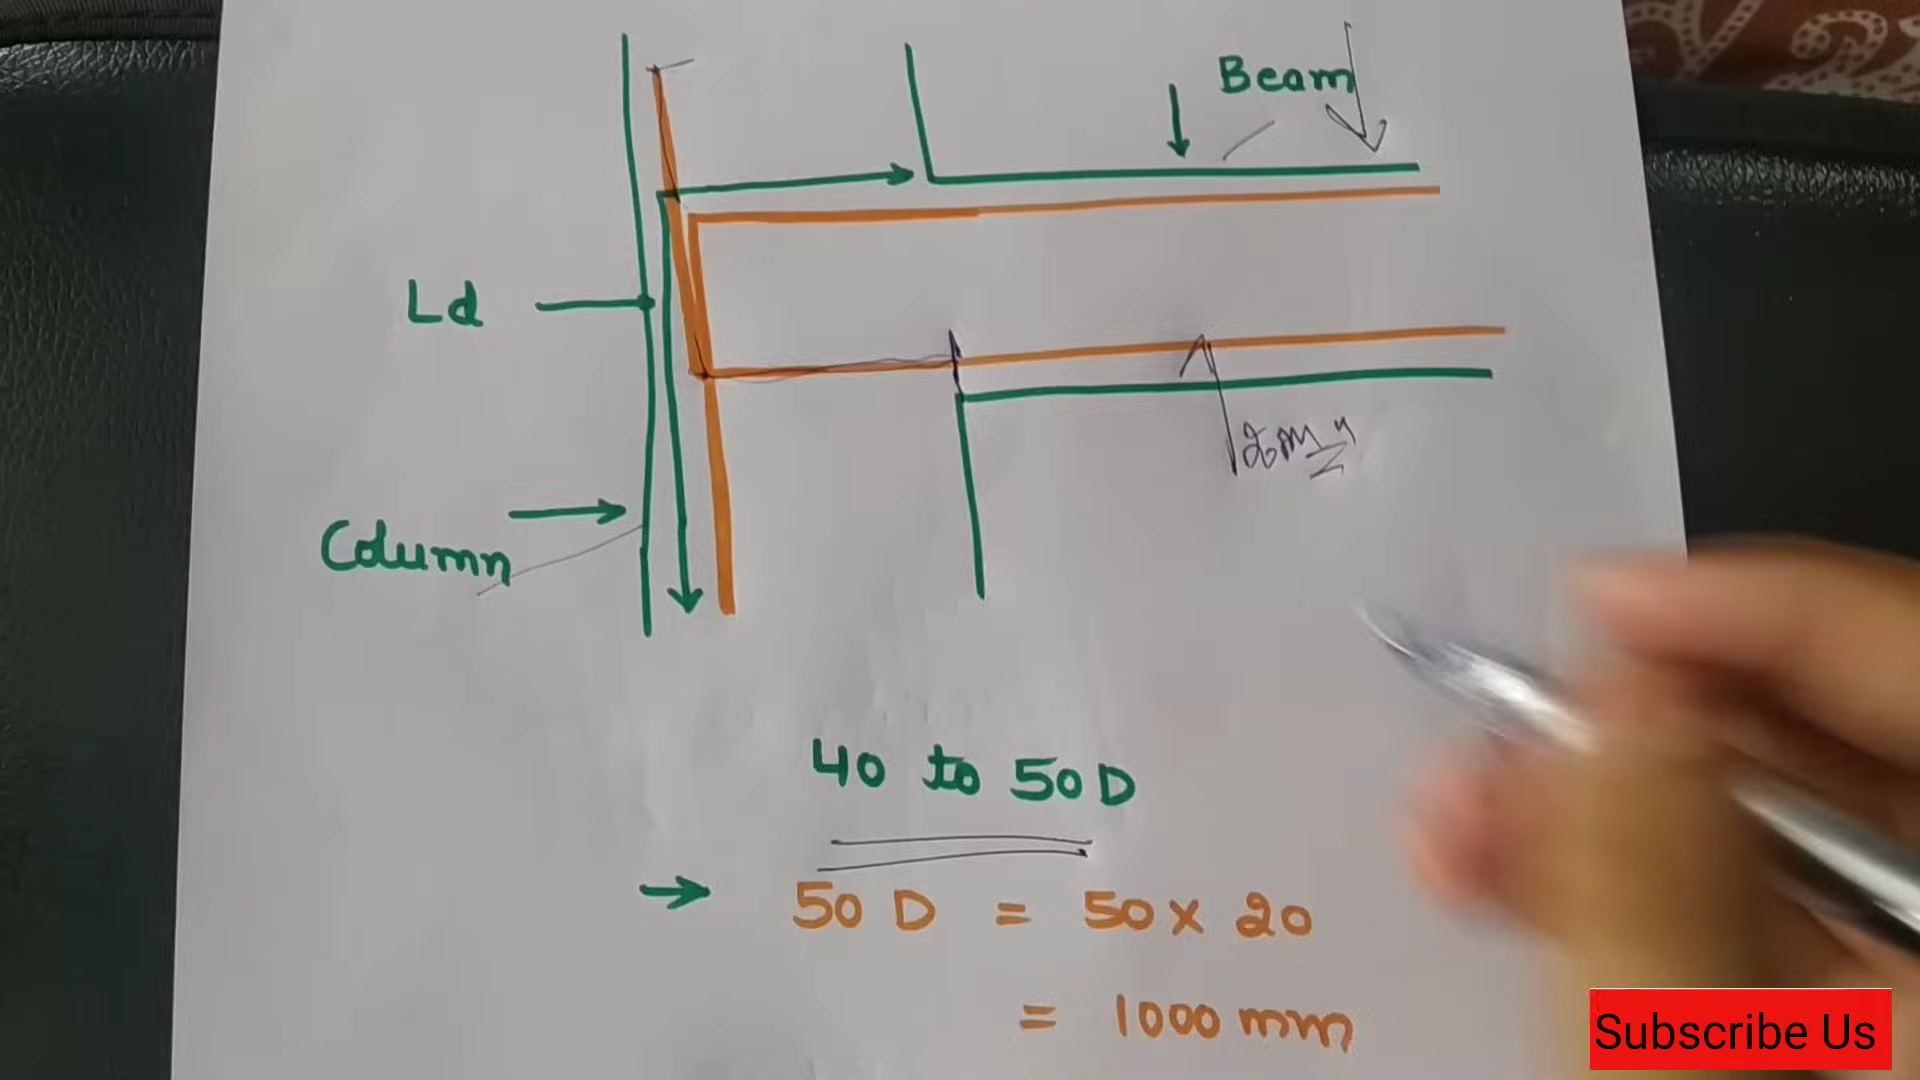 Beam
Ld
Column
40 to 50 D
50 D = 50 x 20
= 1000 mm
Subscribe Us